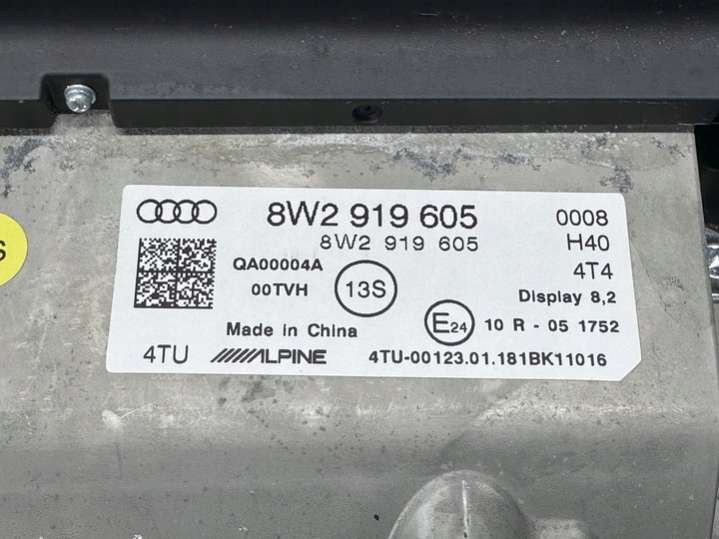 8W2 919 605
0008
8W2 919 605
H40
QA00004A
4T4
00TVH
13S
Display 8,2
Made in China
E24
10 R - 05 1752
4TU
ALPINE
4TU-00123.01.181BK11016
S